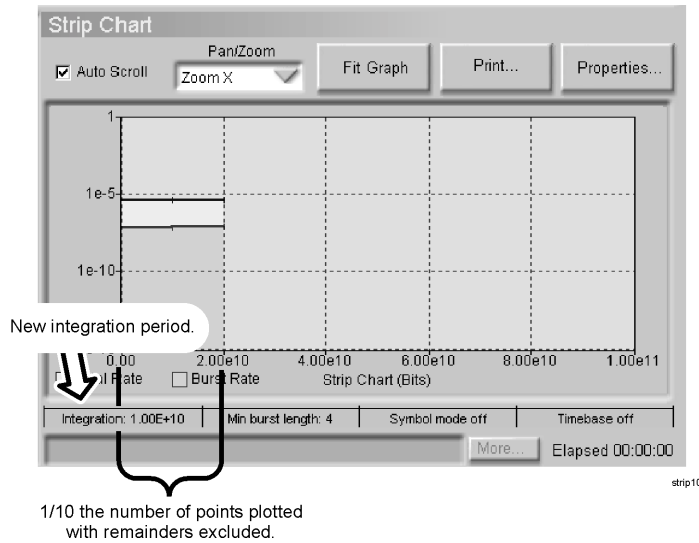 Strip Chart
Pan/Zoom
Auto Scroll
Zoom X
Fit Graph
Print...
Properties...
1
1e-5
1e-10
New integration period.
0.00 2.00e10 4.00e10 6.00e10 8.00e10 1.00e11
Rate
Burst Rate
Strip Chart (Bits)
Integration: 1.00E+10
Min burst length: 4
Symbol mode off
Timebase off
More...
Elapsed 00:00:00
strip10
1/10 the number of points plotted
with remainders excluded.